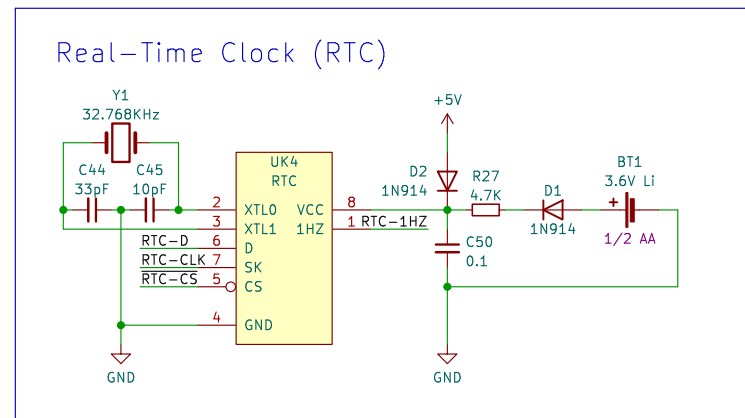 Real-Time Clock (RTC)
Y1
32.768KHz
C44
33pF
C45
10pF
UK4
RTC
2
XTL0
3
XTL1
RTC-D
6
D
RTC-CLK
7
SK
RTC-CS
5
CS
4
GND
VCC
8
1HZ
1
RTC-1HZ
GND
+5V
D2
1N914
R27
4.7K
D1
1N914
BT1
3.6V Li
+
1/2 AA
C50
0.1
GND